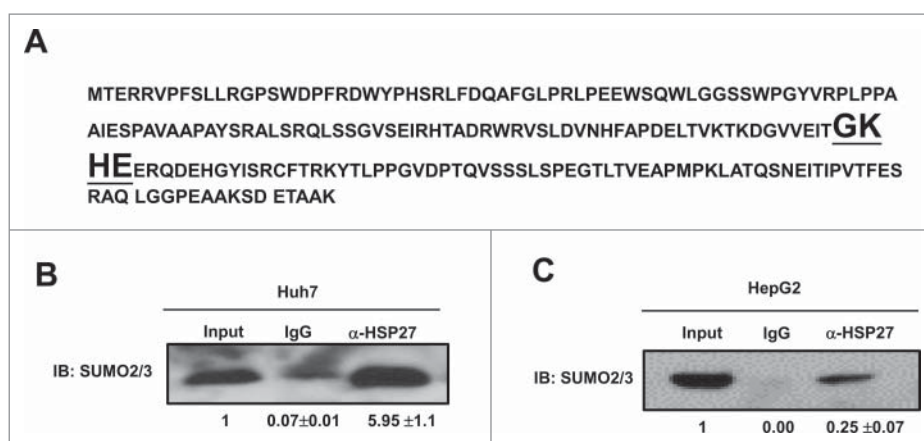 A
MTERRVPFSLLRGPSWDPFRDWYPHSRLFDQAFGLPRLPEEWSQWLGGSSWPGYVRPLPPA
AIESPAVAAPAYSRALSRQLSSGVSEIRHTADRWRVSLDVNHFAPDELTVKTKDGVVEITGK
HEERQDEHGYISRCFTRKYTLPPGVDPTQVSSSLSPEGTLTVEAPMPKLATQSNEITIPVTFES
RAQ LGGPEAAKSD ETAAK
B
Huh7
Input IgG α-HSP27
IB: SUMO2/3
1 0.07±0.01 5.95 ±1.1
C
HepG2
Input IgG α-HSP27
IB: SUMO2/3
1 0.00 0.25 ±0.07